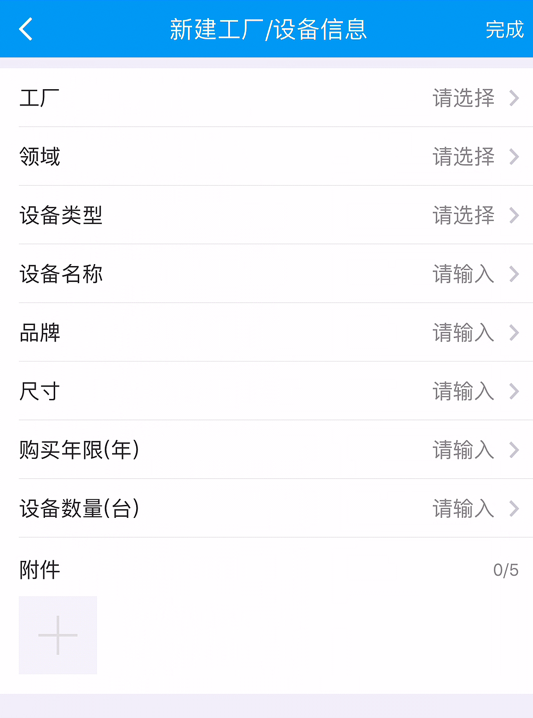 新建工厂/设备信息 完成
工厂 请选择
领域 请选择
设备类型 请选择
设备名称 请输入
品牌 请输入
尺寸 请输入
购买年限(年) 请输入
设备数量(台) 请输入
附件 0/5